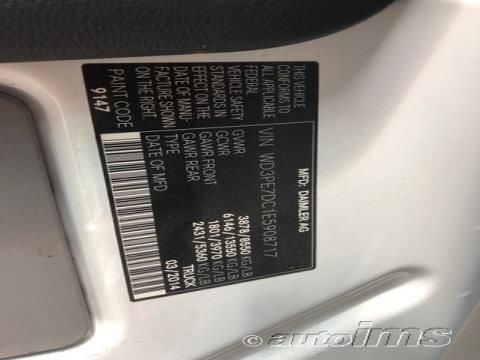 MFD: DAIMLER AG
VIN WD3PE7DC1E5908717
THIS VEHICLE
CONFORMS TO
ALL APPLICABLE
FEDERAL
VEHICLE SAFETY
STANDARDS IN
EFFECT ON THE
DATE OF MANU-
FACTURE SHOWN
ON THE RIGHT.
GVWR 3878/8550 KG/LB
GCWR 6146/13550 KG/LB
GAWR FRONT 1801/3970 KG/LB
GAWR REAR 2431/5360 KG/LB
TYPE TRUCK
DATE OF MFD 03/2014
PAINT CODE
9147
© autoims